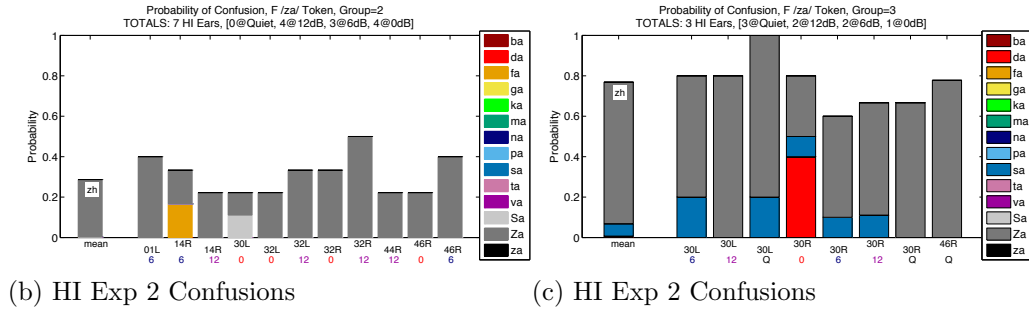 Probability of Confusion, F /za/ Token, Group=2
TOTALS: 7 HI Ears, [0@Quiet, 4@12dB, 3@6dB, 4@0dB]
Probability
1
0.8
0.6
0.4
0.2
0
zh
mean
01L 14R 14R 30L 32L 32L 32R 32R 44R 46R 46R
6 6 12 0 0 12 0 12 12 0 6
ba
da
fa
ga
ka
ma
na
pa
sa
ta
va
Sa
Za
za
(b) HI Exp 2 Confusions
Probability of Confusion, F /za/ Token, Group=3
TOTALS: 3 HI Ears, [3@Quiet, 2@12dB, 2@6dB, 1@0dB]
Probability
1
0.8
0.6
0.4
0.2
0
zh
mean
30L 30L 30L 30R 30R 30R 30R 46R
6 12 Q 0 6 12 Q Q
ba
da
fa
ga
ka
ma
na
pa
sa
ta
va
Sa
Za
za
(c) HI Exp 2 Confusions